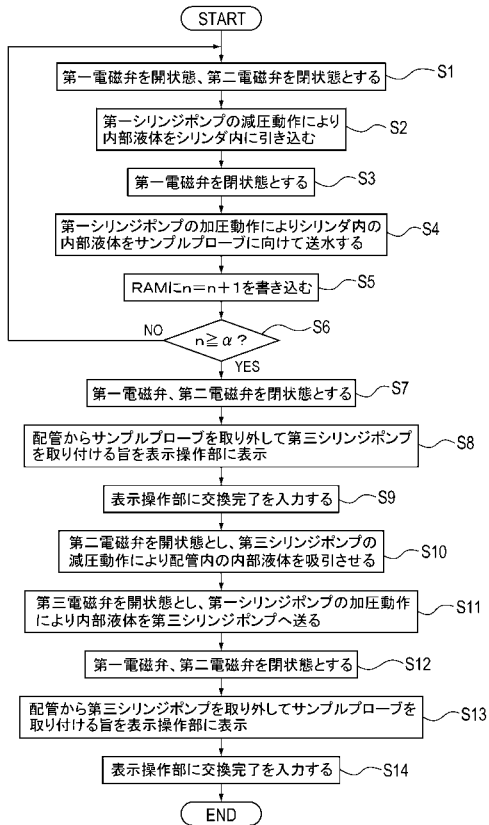 START
第一電磁弁を開状態、第二電磁弁を閉状態とする
S1
第一シリンジポンプの減圧動作により
内部液体をシリンダ内に引き込む
S2
第一電磁弁を閉状態とする
S3
第一シリンジポンプの加圧動作によりシリンダ内の
内部液体をサンプルプローブに向けて送水する
S4
RAMにn=n+1を書き込む
S5
n≧α?
S6
NO
YES
第一電磁弁、第二電磁弁を閉状態とする
S7
配管からサンプルプローブを取り外して第三シリンジポンプ
を取り付ける旨を表示操作部に表示
S8
表示操作部に交換完了を入力する
S9
第二電磁弁を開状態とし、第三シリンジポンプの
減圧動作により配管内の内部液体を吸引させる
S10
第三電磁弁を開状態とし、第一シリンジポンプの加圧動作
により内部液体を第三シリンジポンプへ送る
S11
第一電磁弁、第二電磁弁を閉状態とする
S12
配管から第三シリンジポンプを取り外してサンプルプローブを
取り付ける旨を表示操作部に表示
S13
表示操作部に交換完了を入力する
S14
END